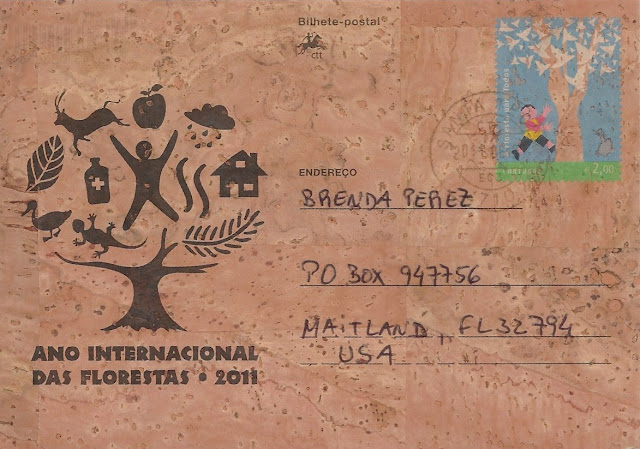 Bilhete-postal
ctt
2,00
ENDEREÇO
BRENDA PEREZ
PO BOX 947756
MAITLAND, FL 32794
USA
ANO INTERNACIONAL
DAS FLORESTAS • 2011